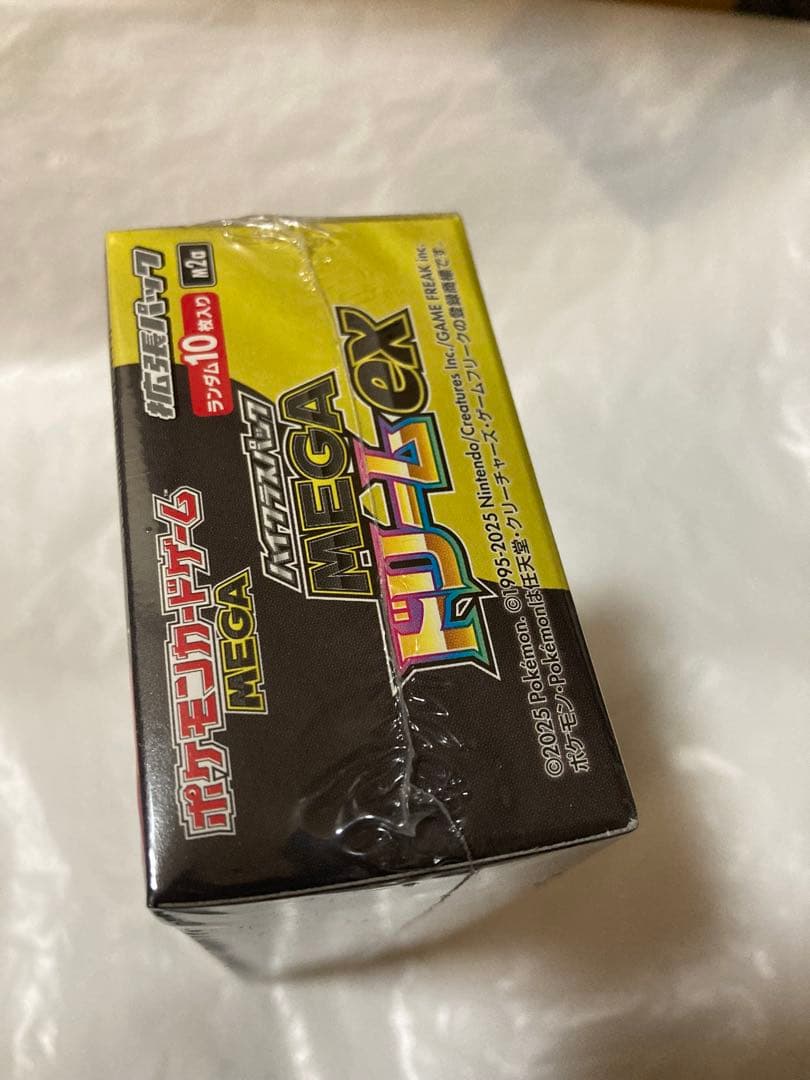 拡張パック
ランダム10枚入り
M2a
ポケモンカードゲーム
MEGA
ハイクラスパック
MEGA
ドリームex
©2025 Pokémon. ©1995-2025 Nintendo/Creatures Inc./GAME FREAK inc.
ポケモン・Pokémonは任天堂・クリーチャーズ・ゲームフリークの登録商標です。